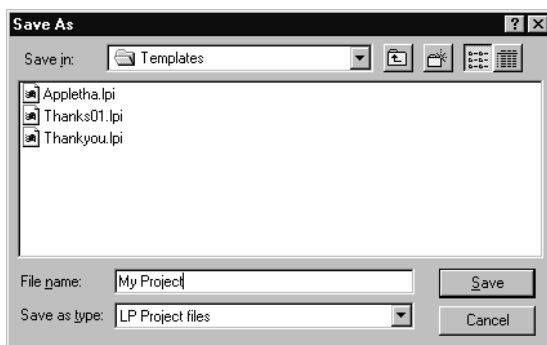 Save As
Save in: Templates
Appletha.lpi
Thanks01.lpi
Thankyou.lpi
File name: My Project Save
Save as type: LP Project files Cancel